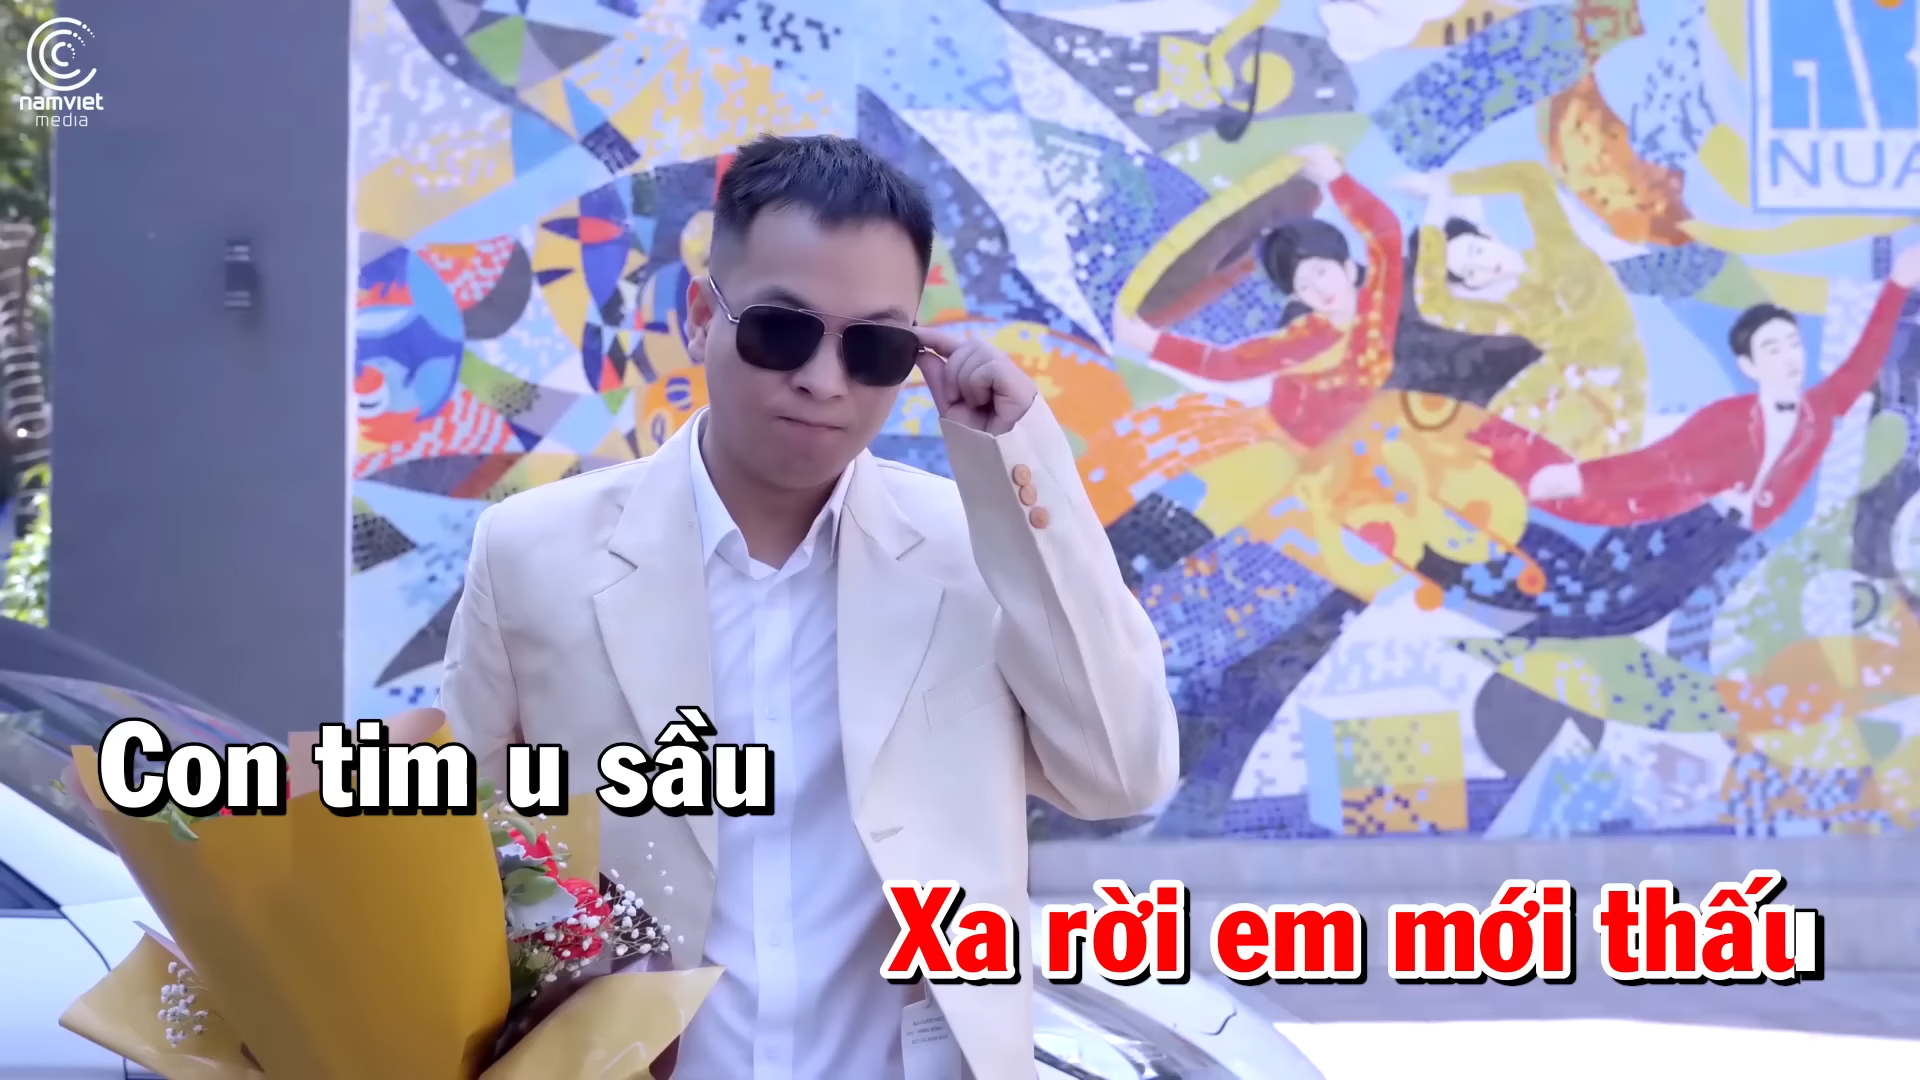 namviet
media
NUA
Con tim u sầu
Xa rời em mới thấu